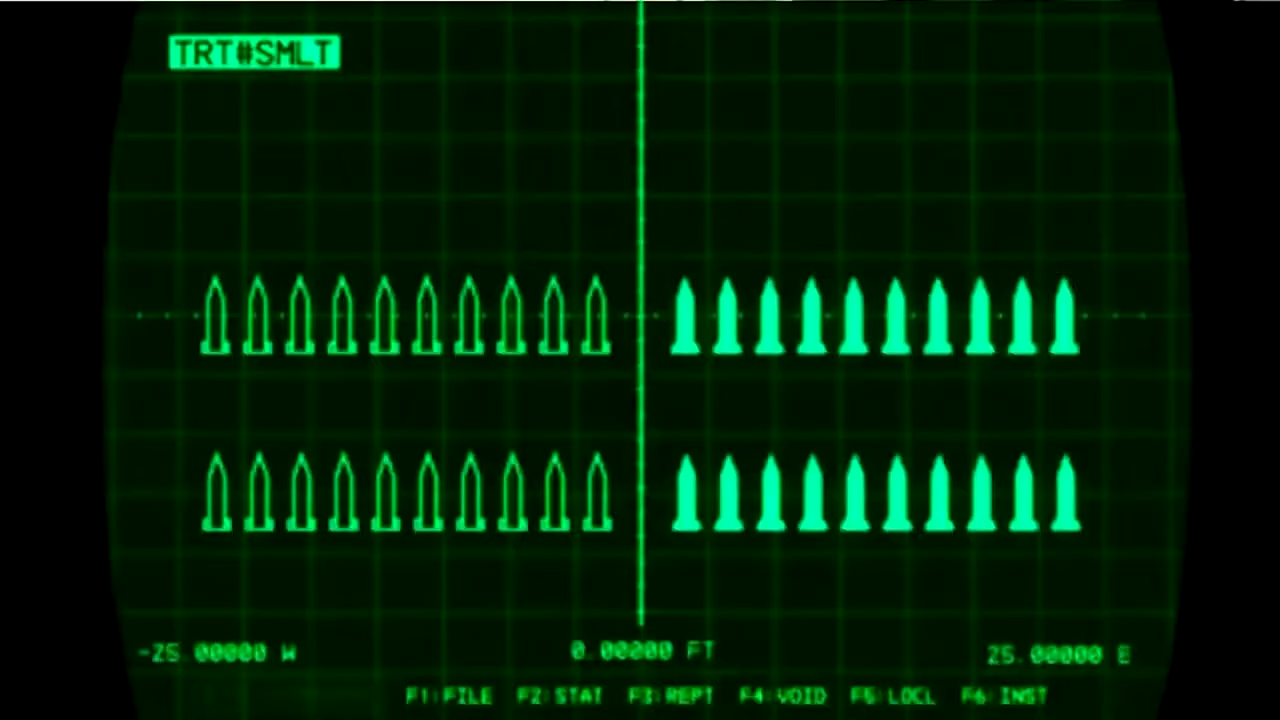 TRT#SMLT
-25.00000 W 0.00200 FT 25.00000 E
F1:FILE F2:STAT F3:REPT F4:VOID F5:LOCL F6:INST